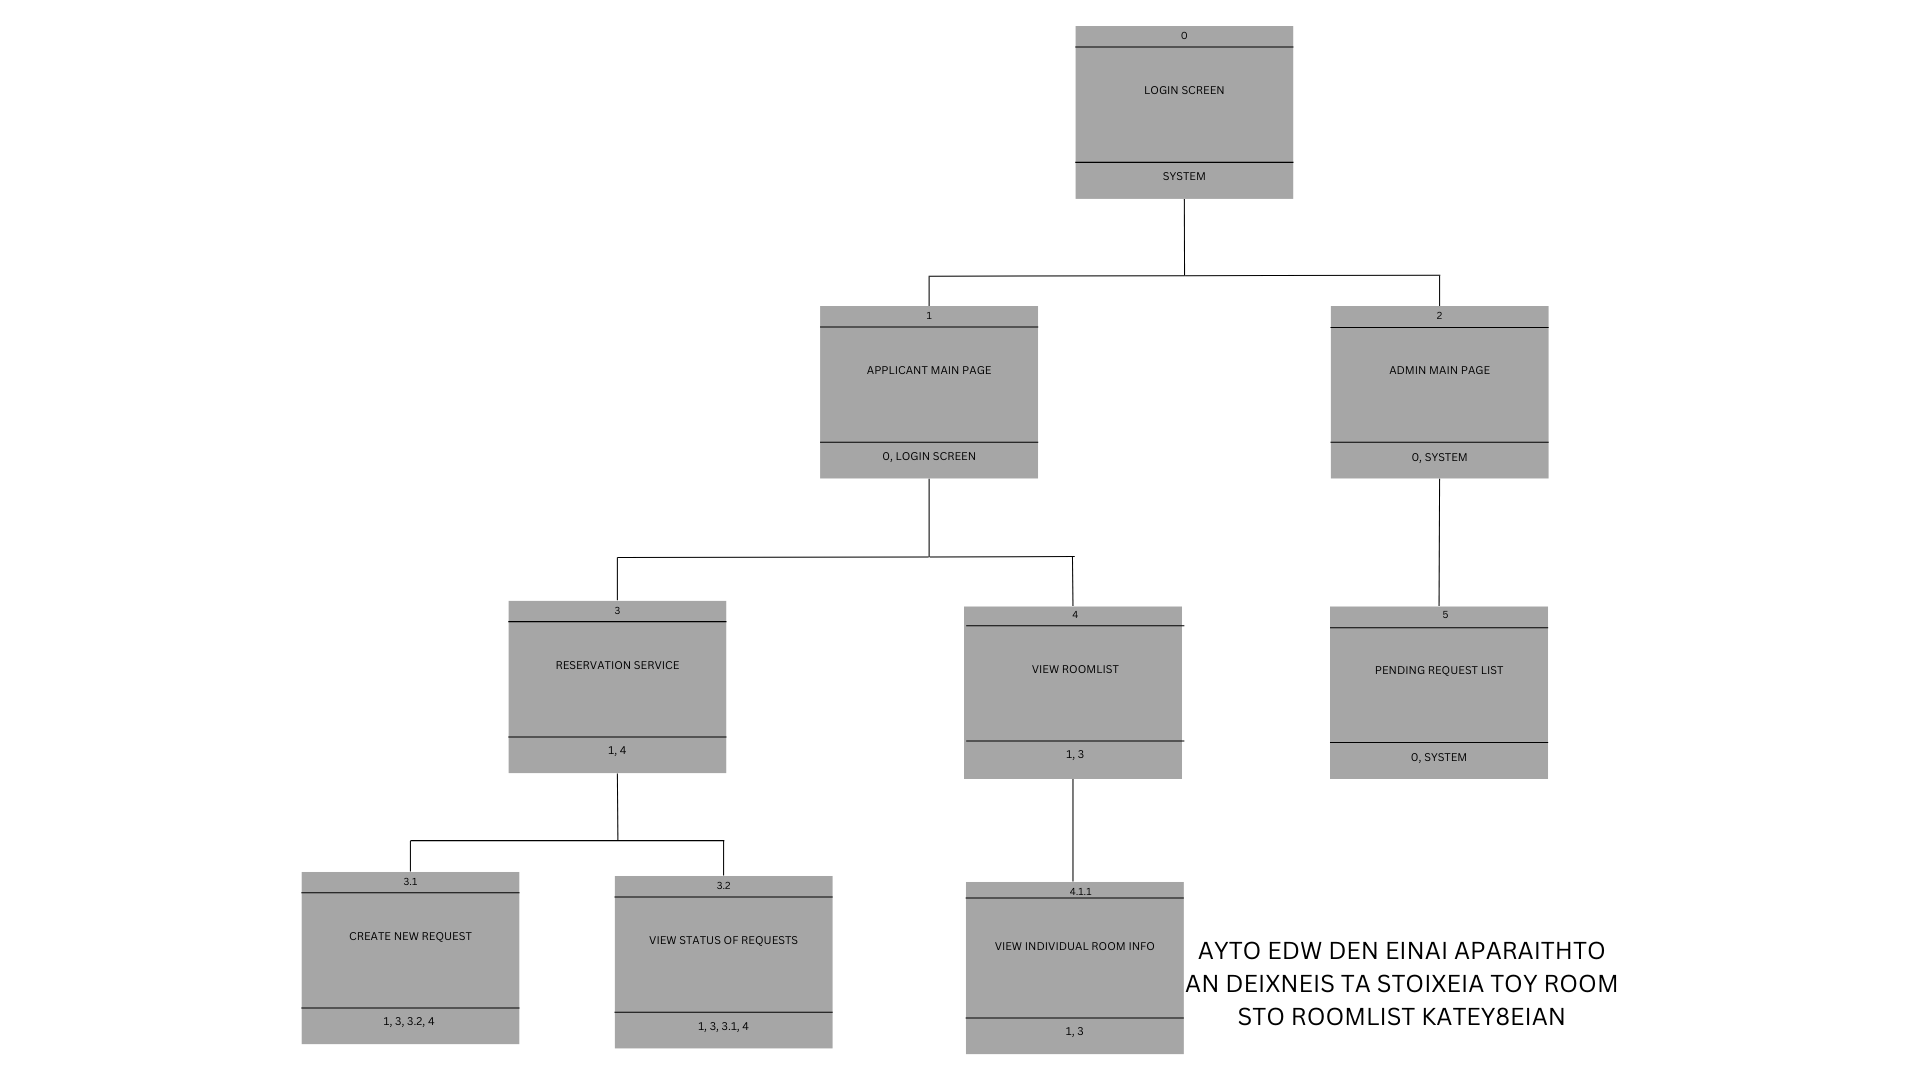 0
LOGIN SCREEN
SYSTEM
1
APPLICANT MAIN PAGE
0, LOGIN SCREEN
2
ADMIN MAIN PAGE
0, SYSTEM
3
RESERVATION SERVICE
1, 4
4
VIEW ROOMLIST
1, 3
5
PENDING REQUEST LIST
0, SYSTEM
3.1
CREATE NEW REQUEST
1, 3, 3.2, 4
3.2
VIEW STATUS OF REQUESTS
1, 3, 3.1, 4
4.1.1
VIEW INDIVIDUAL ROOM INFO
1, 3
AYTO EDW DEN EINAI APARAITHTO
AN DEIXNEIS TA STOIXEIA TOY ROOM
STO ROOMLIST KATEY8EIAN